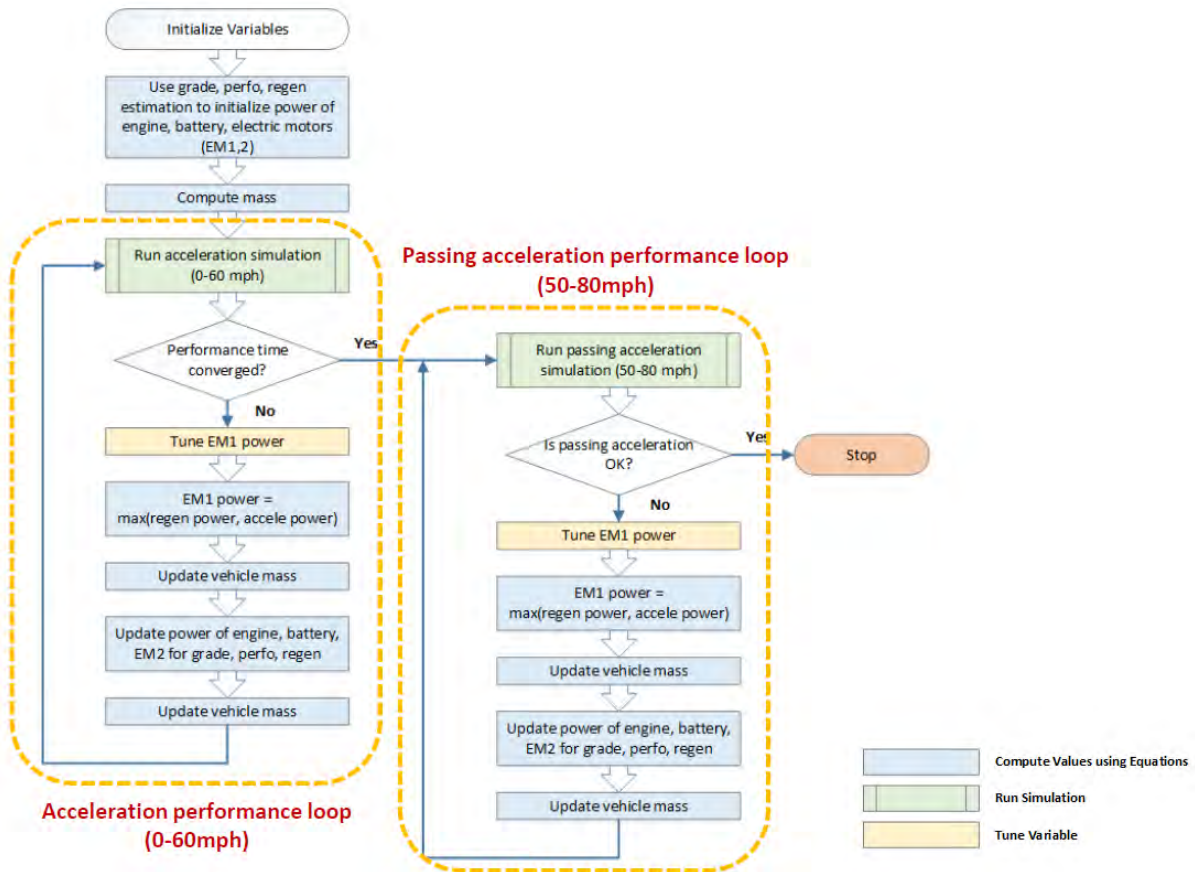 Initialize Variables
Use grade, perfo, regen
estimation to initialize power of
engine, battery, electric motors
(EM1,2)
Compute mass
Run acceleration simulation
(0-60 mph)
Performance time
converged?
Yes
No
Tune EM1 power
EM1 power =
max(regen power, accele power)
Update vehicle mass
Update power of engine, battery,
EM2 for grade, perfo, regen
Update vehicle mass
Acceleration performance loop
(0-60mph)
Passing acceleration performance loop
(50-80mph)
Run passing acceleration
simulation (50-80 mph)
Is passing acceleration
OK?
Yes
Stop
No
Tune EM1 power
EM1 power =
max(regen power, accele power)
Update vehicle mass
Update power of engine, battery,
EM2 for grade, perfo, regen
Update vehicle mass
Compute Values using Equations
Run Simulation
Tune Variable